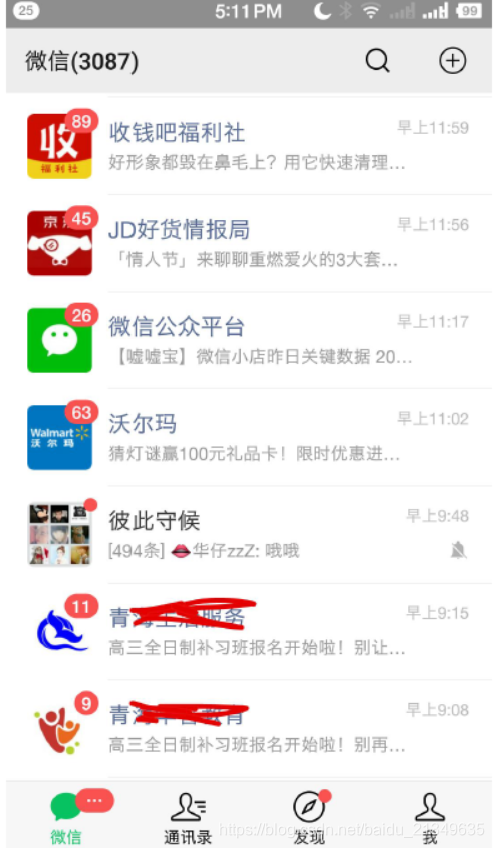 25
5:11PM
99
微信(3087)
89
收
福利社
收钱吧福利社
早上11:59
好形象都毁在鼻毛上？用它快速清理...
45
京
JD好货情报局
早上11:56
「情人节」来聊聊重燃爱火的3大套...
26
微信公众平台
早上11:17
【嘘嘘宝】微信小店昨日关键数据 20...
63
Walmart
沃尔玛
沃尔玛
早上11:02
猜灯谜赢100元礼品卡！限时优惠进...
彼此守候
早上9:48
[494条] 华仔zzZ: 哦哦
11
青海生活服务
早上9:15
高三全日制补习班报名开始啦！别让...
9
青海
教育
早上9:08
高三全日制补习班报名开始啦！别再...
...
微信
通讯录
发现
我
https://blog.csdn.net/baidu_21349635